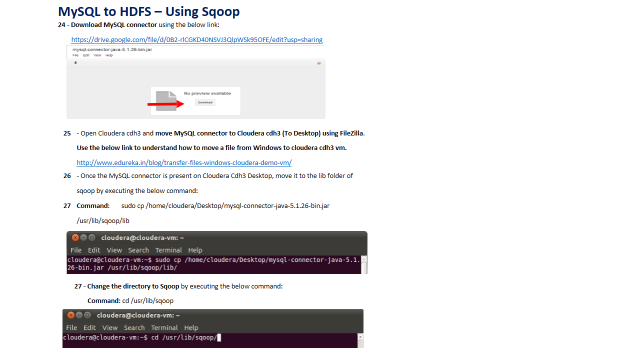 MySQL to HDFS – Using Sqoop
24 - Download MySQL connector using the below link:
https://drive.google.com/file/d/0B2-rlCGKD40NSVJ3QlpWSk95OFE/edit?usp=sharing
mysql-connector-java-5.1.26-bin.jar
File Edit View Help
No preview available
Download
25 - Open Cloudera cdh3 and move MySQL connector to Cloudera cdh3 (To Desktop) using FileZilla.
Use the below link to understand how to move a file from Windows to cloudera cdh3 vm.
http://www.edureka.in/blog/transfer-files-windows-cloudera-demo-vm/
26 - Once the MySQL connector is present on Cloudera Cdh3 Desktop, move it to the lib folder of
sqoop by executing the below command:
27 Command: sudo cp /home/cloudera/Desktop/mysql-connector-java-5.1.26-bin.jar
/usr/lib/sqoop/lib
cloudera@cloudera-vm: ~
File Edit View Search Terminal Help
cloudera@cloudera-vm:~$ sudo cp /home/cloudera/Desktop/mysql-connector-java-5.1.
26-bin.jar /usr/lib/sqoop/lib/
27 - Change the directory to Sqoop by executing the below command:
Command: cd /usr/lib/sqoop
cloudera@cloudera-vm: ~
File Edit View Search Terminal Help
cloudera@cloudera-vm:~$ cd /usr/lib/sqoop/